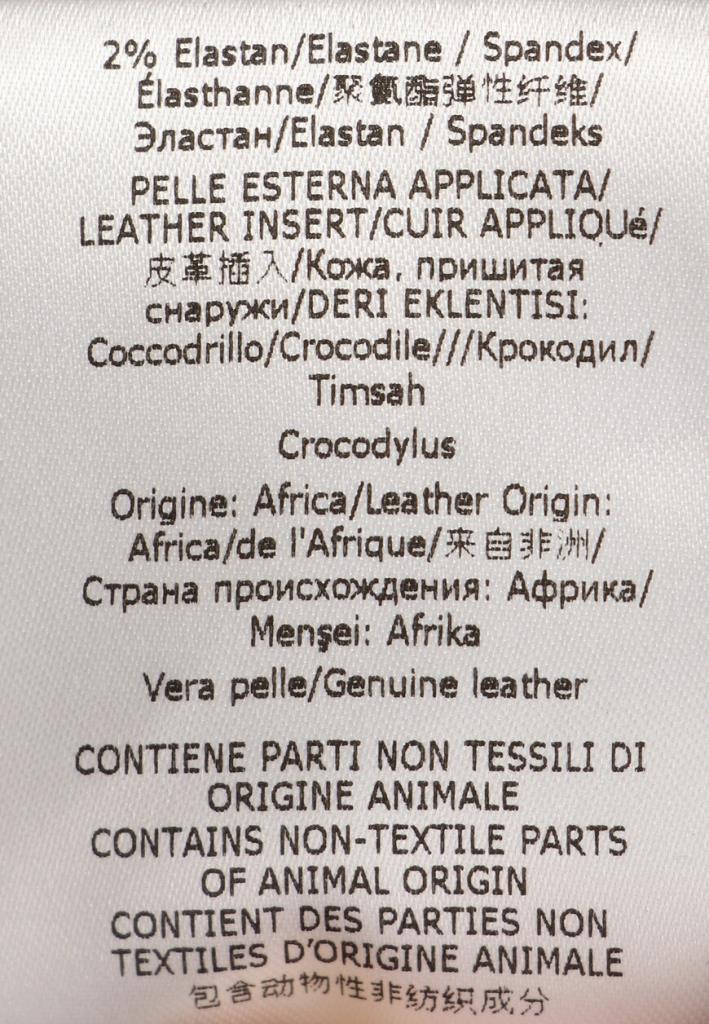 2% Elastan/Elastane / Spandex/
Élasthanne/聚氨酯弹性纤维/
Эластан/Elastan / Spandeks
PELLE ESTERNA APPLICATA/
LEATHER INSERT/CUIR APPLIQUé/
皮革插入/Кожа, пришитая
снаружи/DERI EKLENTISI:
Coccodrillo/Crocodile///Крокодил/
Timsah
Crocodylus
Origine: Africa/Leather Origin:
Africa/de l'Afrique/来自非洲/
Страна происхождения: Африка/
Menşei: Afrika
Vera pelle/Genuine leather
CONTIENE PARTI NON TESSILI DI
ORIGINE ANIMALE
CONTAINS NON-TEXTILE PARTS
OF ANIMAL ORIGIN
CONTIENT DES PARTIES NON
TEXTILES D'ORIGINE ANIMALE
包含动物性非纺织成分